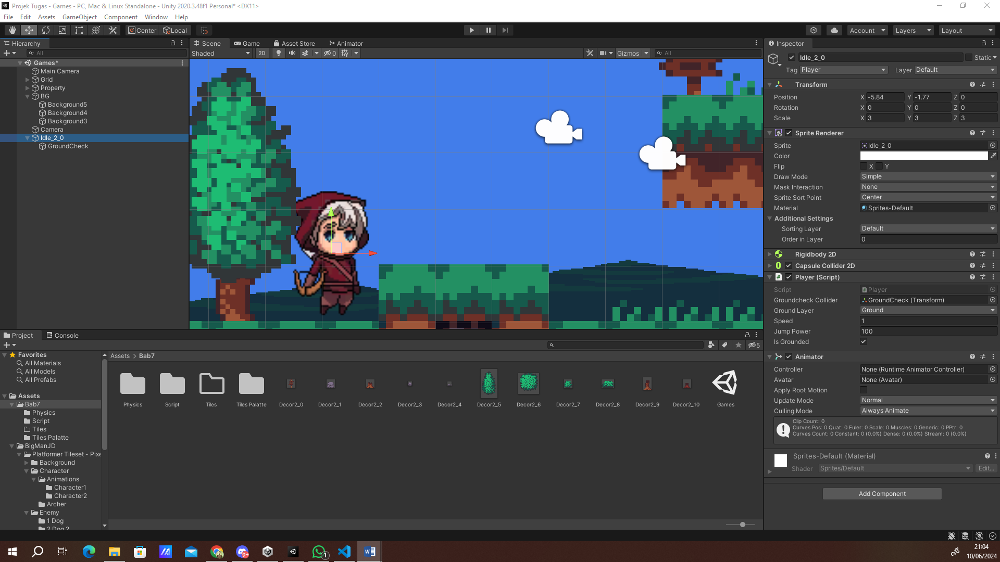 Projek Tugas - Games - PC, Mac & Linux Standalone - Unity 2020.3.48f1 Personal* <DX11>
File Edit Assets GameObject Component Window Help
Center Local Account Layers Layout
Hierarchy
All
Games*
Main Camera
Grid
Property
BG
Background5
Background4
Background3
Camera
Idle_2_0
GroundCheck
Scene Game Asset Store Animator
Shaded 2D 0 Gizmos All
Inspector
Idle_2_0 Static
Tag Player Layer Default
Transform
Position X -5.84 Y -1.77 Z 0
Rotation X 0 Y 0 Z 0
Scale X 3 Y 3 Z 3
Sprite Renderer
Sprite Idle_2_0
Color
Flip X Y
Draw Mode Simple
Mask Interaction None
Sprite Sort Point Center
Material Sprites-Default
Additional Settings
Sorting Layer Default
Order in Layer 0
Rigidbody 2D
Capsule Collider 2D
Player (Script)
Script Player
Groundcheck Collider GroundCheck (Transform)
Ground Layer Ground
Speed 1
Jump Power 100
Is Grounded
Animator
Controller None (Runtime Animator Controller)
Avatar None (Avatar)
Apply Root Motion
Update Mode Normal
Culling Mode Always Animate
Clip Count: 0
Curves Pos: 0 Quat: 0 Euler: 0 Scale: 0 Muscles: 0 Generic: 0 PPtr: 0
Curves Count: 0 Constant: 0 (0.0%) Dense: 0 (0.0%) Stream: 0 (0.0%)
Sprites-Default (Material)
Shader Sprites/Default Edit...
Add Component
Project Console
5
Favorites
All Materials
All Models
All Prefabs
Assets
Bab7
Physics
Script
Tiles
Tiles Palatte
BigManJD
Platformer Tileset - Pixe
Background
Character
Animations
Character1
Character2
Archer
Enemy
1 Dog
2 Dog 2
Assets > Bab7
Physics Script Tiles Tiles Palatte Decor2_0 Decor2_1 Decor2_2 Decor2_3 Decor2_4 Decor2_5 Decor2_6 Decor2_7 Decor2_8 Decor2_9 Decor2_10 Games
9+
1
21:04
10/06/2024